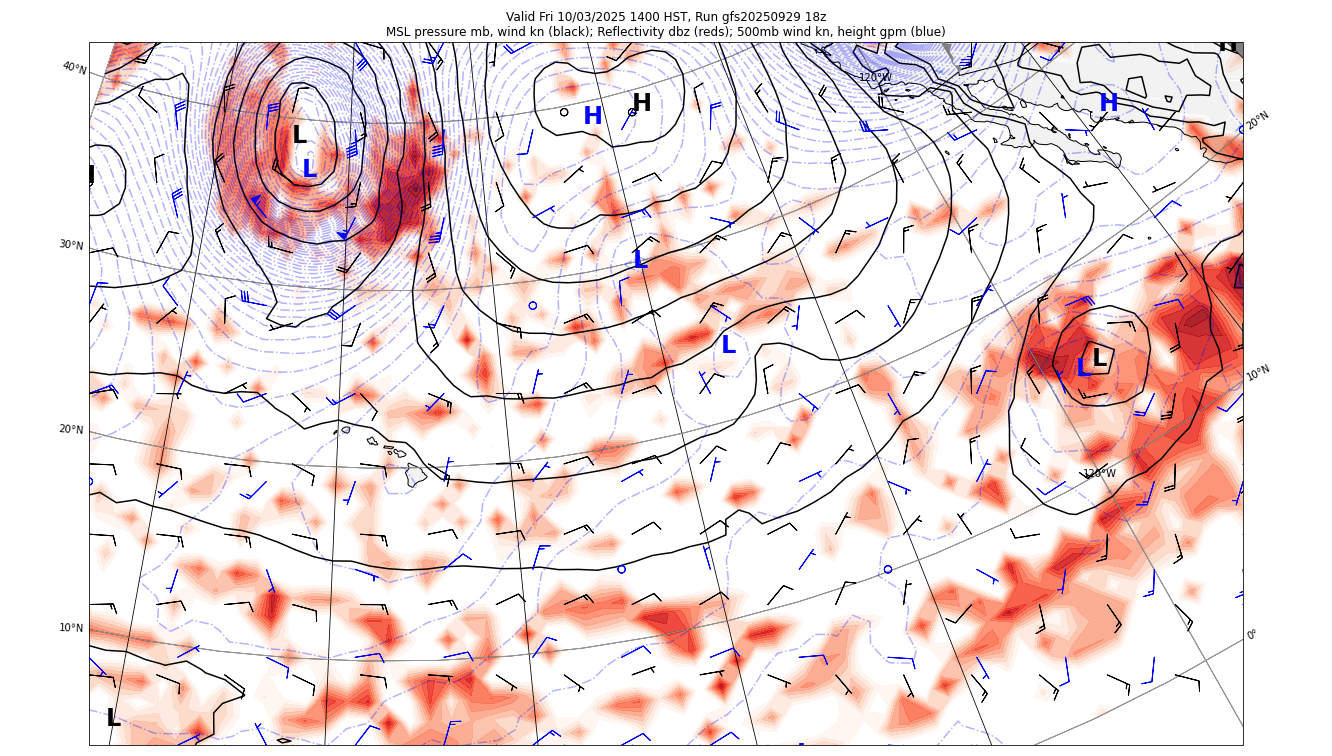 Valid Fri 10/03/2025 1400 HST, Run gfs20250929 18z
MSL pressure mb, wind kn (black); Reflectivity dbz (reds); 500mb wind kn, height gpm (blue)
H
40°N
120°W
20°N
H
H
H
L
L
30°N
L
L
L
L
10°N
20°N
120°W
10°N
0°
L